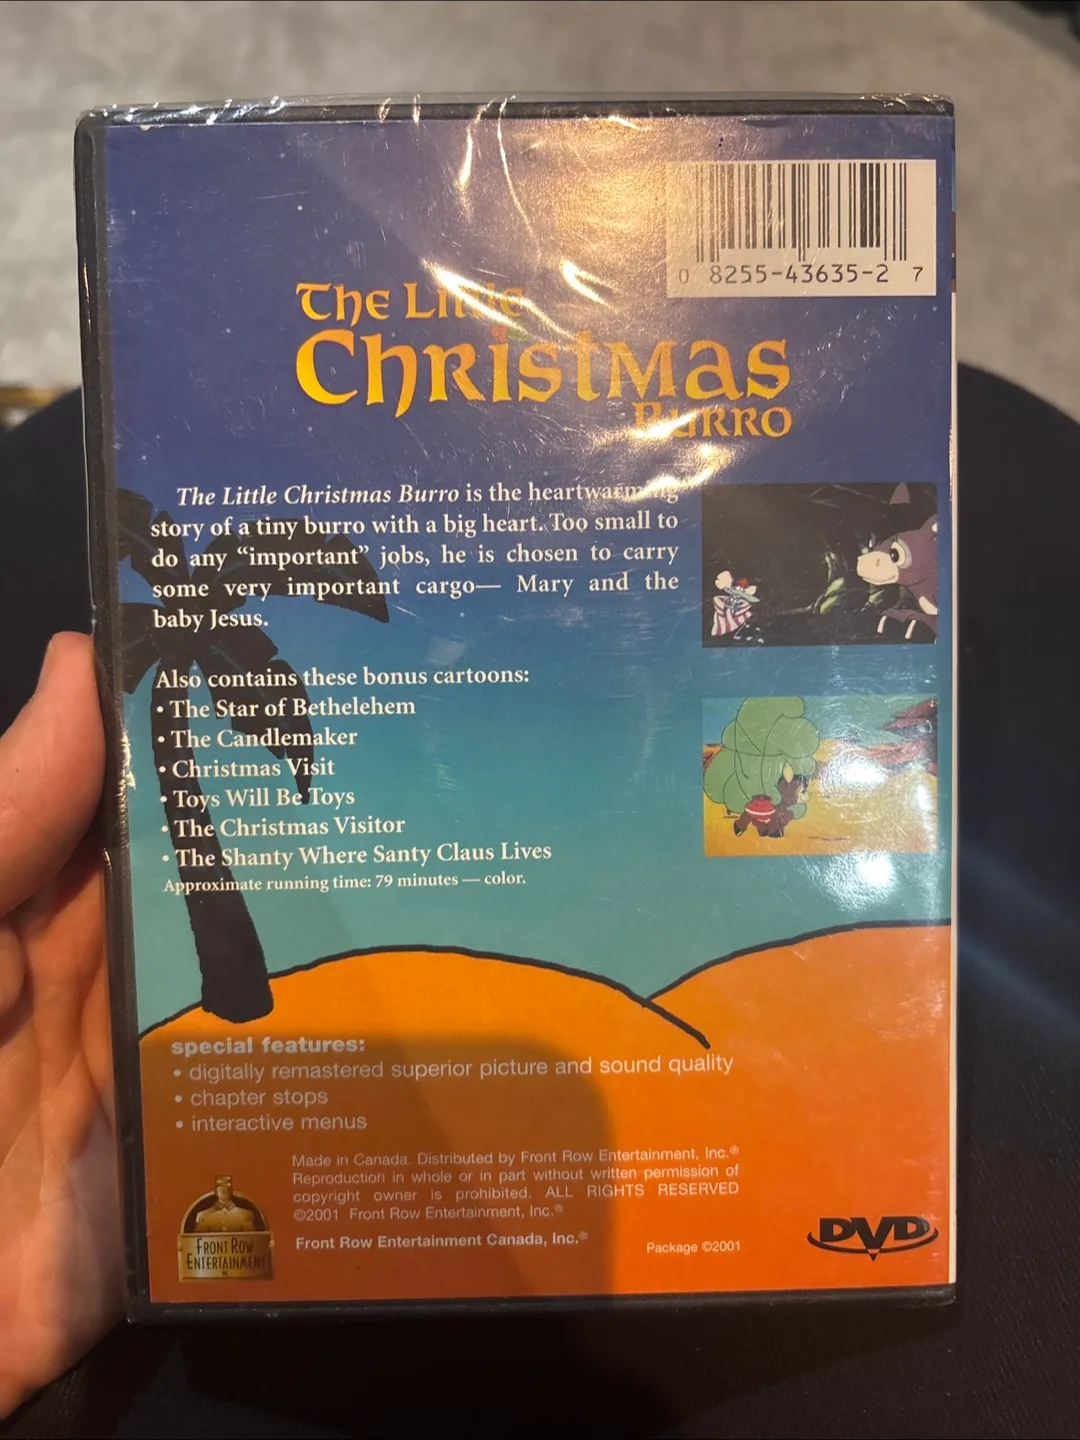 0 8255-43635-2 7
The Little
Christmas
Burro
The Little Christmas Burro is the heartwarming
story of a tiny burro with a big heart. Too small to
do any “important” jobs, he is chosen to carry
some very important cargo— Mary and the
baby Jesus.
Also contains these bonus cartoons:
• The Star of Bethelehem
• The Candlemaker
• Christmas Visit
• Toys Will Be Toys
• The Christmas Visitor
• The Shanty Where Santy Claus Lives
Approximate running time: 79 minutes — color.
special features:
• digitally remastered superior picture and sound quality
• chapter stops
• interactive menus
Made in Canada. Distributed by Front Row Entertainment, Inc.®
Reproduction in whole or in part without written permission of
copyright owner is prohibited. ALL RIGHTS RESERVED
©2001 Front Row Entertainment, Inc.®
Front Row Entertainment Canada, Inc.®
Package ©2001
Front Row
Entertainment
DVD